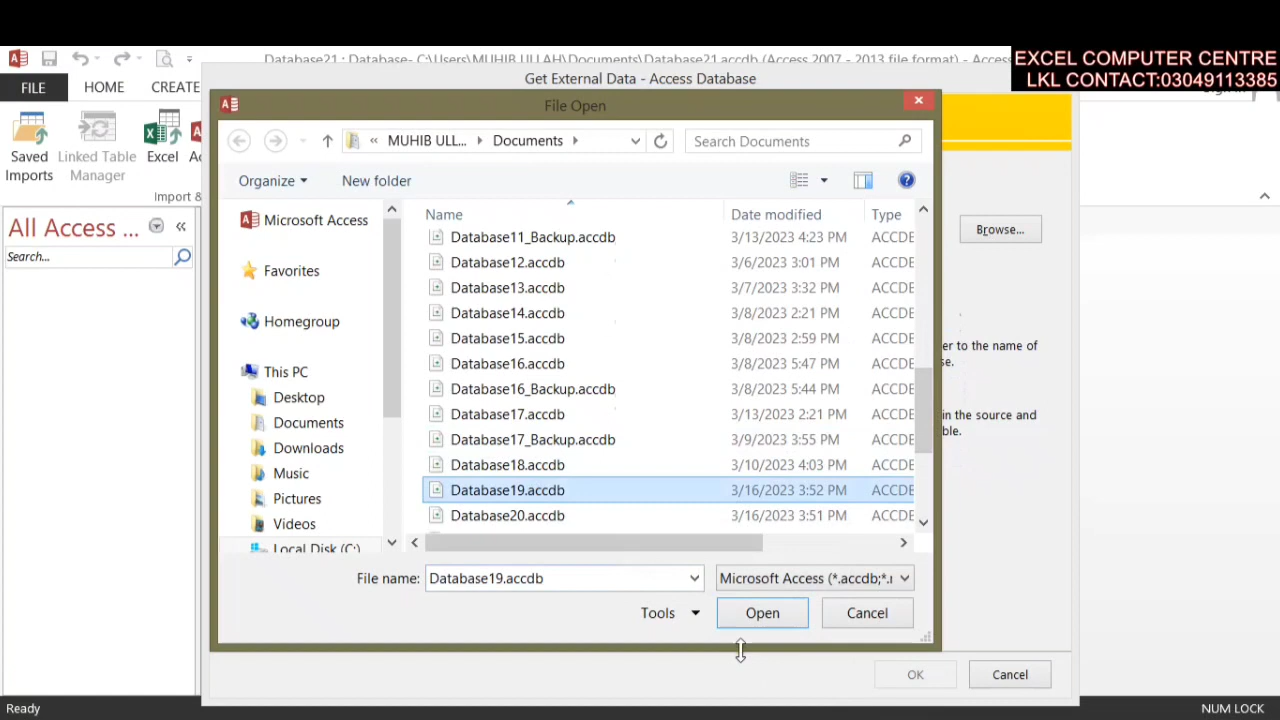 EXCEL COMPUTER CENTRE
LKL CONTACT:03049113385
Database21 : Database- C:\Users\MUHIB ULLAH\Documents\Database21.accdb (Access 2007 - 2013 file format) -
FILE
HOME
CREATE
Get External Data - Access Database
File Open
Saved Imports
Linked Table Manager
Excel
Import &
MUHIB ULL...
Documents
Search Documents
Organize
New folder
All Access ...
Search...
Browse...
Microsoft Access
Favorites
Homegroup
This PC
Desktop
Documents
Downloads
Music
Pictures
Videos
Local Disk (C:)
Name Date modified Type
Database11_Backup.accdb 3/13/2023 4:23 PM ACCDE
Database12.accdb 3/6/2023 3:01 PM ACCDE
Database13.accdb 3/7/2023 3:32 PM ACCDE
Database14.accdb 3/8/2023 2:21 PM ACCDE
Database15.accdb 3/8/2023 2:59 PM ACCDE
Database16.accdb 3/8/2023 5:47 PM ACCDE
Database16_Backup.accdb 3/8/2023 5:44 PM ACCDE
Database17.accdb 3/13/2023 2:21 PM ACCDE
Database17_Backup.accdb 3/9/2023 3:55 PM ACCDE
Database18.accdb 3/10/2023 4:03 PM ACCDE
Database19.accdb 3/16/2023 3:52 PM ACCDE
Database20.accdb 3/16/2023 3:51 PM ACCDE
er to the name of
se.
in the source and
ble.
File name: Database19.accdb
Microsoft Access (*.accdb;*.
Tools
Open
Cancel
OK
Cancel
Ready
NUM LOCK